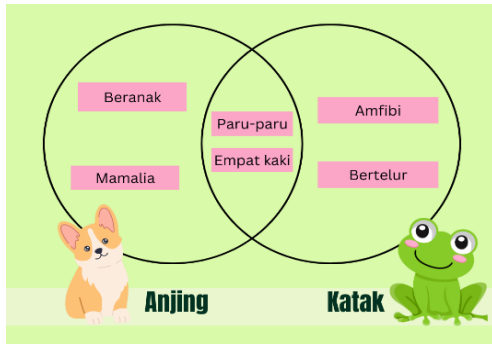 Beranak
Mamalia
Paru-paru
Empat kaki
Amfibi
Bertelur
Anjing
Katak